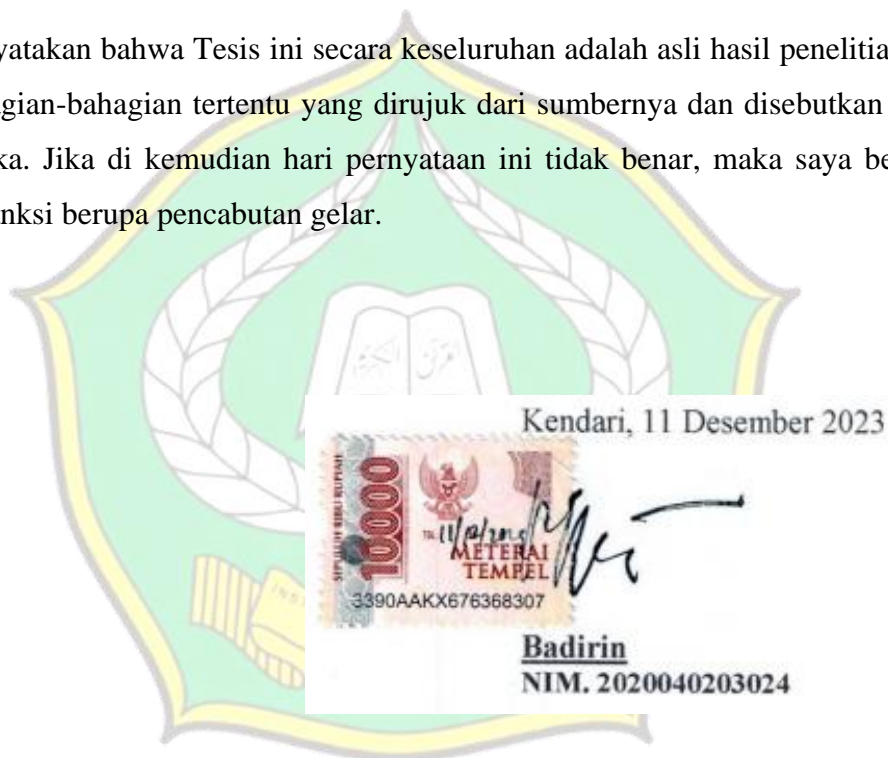 yatakan bahwa Tesis ini secara keseluruhan adalah asli hasil penelitia
gian-bahagian tertentu yang dirujuk dari sumbernya dan disebutkan
ka. Jika di kemudian hari pernyataan ini tidak benar, maka saya be
nksi berupa pencabutan gelar.
Kendari, 11 Desember 2023
SEPULUH RIBU RUPIAH
10000
TGL.
METERAI
TEMPEL
3390AAKX676368307
Badirin
NIM. 2020040203024